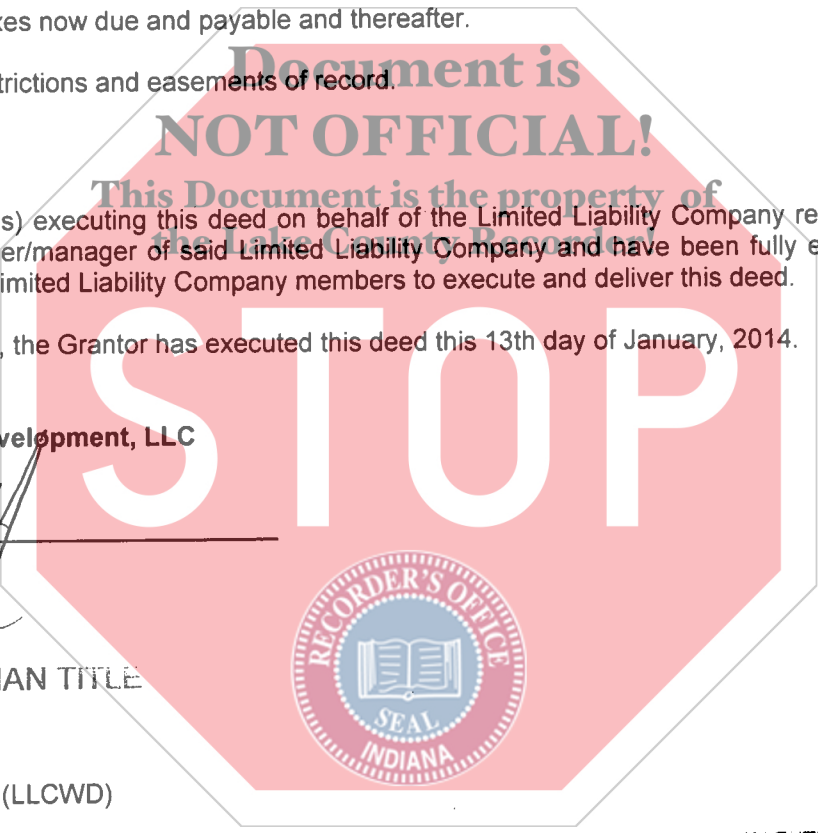 xes now due and payable and thereafter.
Document is
trictions and easements of record.
NOT OFFICIAL!
This Document is the property of
s) executing this deed on behalf of the Limited Liability Company re
the Lake County Recorder!
er/manager of said Limited Liability Company and have been fully e
imited Liability Company members to execute and deliver this deed.
STOP
, the Grantor has executed this deed this 13th day of January, 2014.
velopment, LLC
RECORDER'S OFFICE
IAN TITLE
SEAL
INDIANA
(LLCWD)